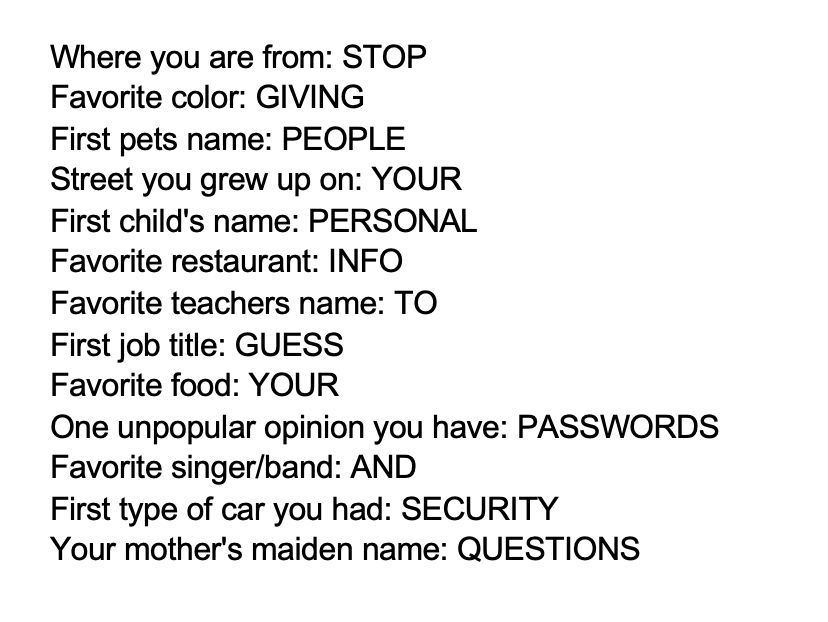 Where you are from: STOP
Favorite color: GIVING
First pets name: PEOPLE
Street you grew up on: YOUR
First child's name: PERSONAL
Favorite restaurant: INFO
Favorite teachers name: TO
First job title: GUESS
Favorite food: YOUR
One unpopular opinion you have: PASSWORDS
Favorite singer/band: AND
First type of car you had: SECURITY
Your mother's maiden name: QUESTIONS